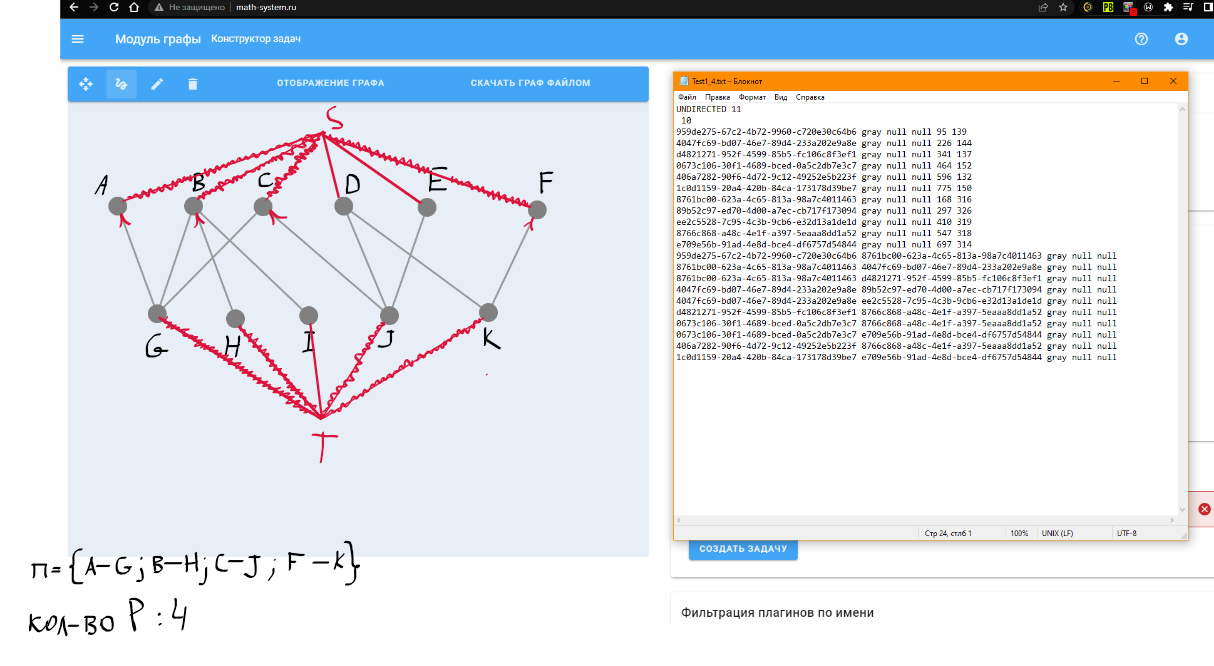 Не защищено | math-system.ru
Модуль графы Конструктор задач
ОТОБРАЖЕНИЕ ГРАФА СКАЧАТЬ ГРАФ ФАЙЛОМ
S
A B C D E F
G H I J K
T
П={A-G; B-H; C-J; F-K}
КОЛ-ВО P : 4
Test1_4.txt – Блокнот
Файл Правка Формат Вид Справка
UNDIRECTED 11
10
959de275-67c2-4b72-9960-c720e30c64b6 gray null null 95 139
4047fc69-bd07-46e7-89d4-233a202e9a8e gray null null 226 144
d4821271-952f-4599-85b5-fc106c8f3ef1 gray null null 341 137
0673c106-30f1-4689-bced-0a5c2db7e3c7 gray null null 464 152
406a7282-90f6-4d72-9c12-49252e5b223f gray null null 596 132
1c0d1159-20a4-420b-84ca-173178d39be7 gray null null 775 150
8761bc00-623a-4c65-813a-98a7c4011463 gray null null 168 316
89b52c97-ed70-4d00-a7ec-cb717f173094 gray null null 297 326
ee2c5528-7c95-4c3b-9cb6-e32d13a1de1d gray null null 410 319
8766c868-a48c-4e1f-a397-5eaaa8dd1a52 gray null null 547 318
e709e56b-91ad-4e8d-bce4-df6757d54844 gray null null 697 314
959de275-67c2-4b72-9960-c720e30c64b6 8761bc00-623a-4c65-813a-98a7c4011463 gray null null
8761bc00-623a-4c65-813a-98a7c4011463 4047fc69-bd07-46e7-89d4-233a202e9a8e gray null null
8761bc00-623a-4c65-813a-98a7c4011463 d4821271-952f-4599-85b5-fc106c8f3ef1 gray null null
4047fc69-bd07-46e7-89d4-233a202e9a8e 89b52c97-ed70-4d00-a7ec-cb717f173094 gray null null
4047fc69-bd07-46e7-89d4-233a202e9a8e ee2c5528-7c95-4c3b-9cb6-e32d13a1de1d gray null null
d4821271-952f-4599-85b5-fc106c8f3ef1 8766c868-a48c-4e1f-a397-5eaaa8dd1a52 gray null null
0673c106-30f1-4689-bced-0a5c2db7e3c7 8766c868-a48c-4e1f-a397-5eaaa8dd1a52 gray null null
0673c106-30f1-4689-bced-0a5c2db7e3c7 e709e56b-91ad-4e8d-bce4-df6757d54844 gray null null
406a7282-90f6-4d72-9c12-49252e5b223f 8766c868-a48c-4e1f-a397-5eaaa8dd1a52 gray null null
1c0d1159-20a4-420b-84ca-173178d39be7 e709e56b-91ad-4e8d-bce4-df6757d54844 gray null null
Стр 24, стлб 1 100% UNIX (LF) UTF-8
СОЗДАТЬ ЗАДАЧУ
Фильтрация плагинов по имени